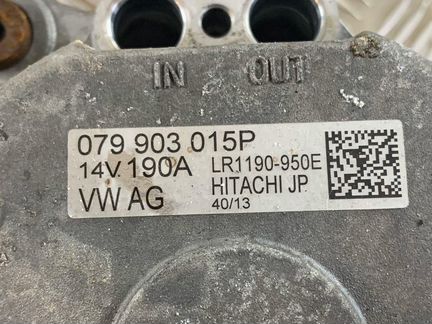 IN OUT
079 903 015P
14V 190A LR1190-950E
VW AG HITACHI JP
40/13